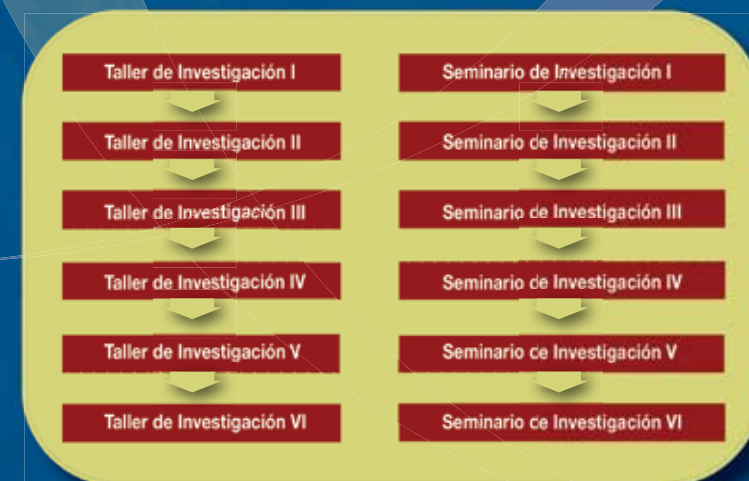 Taller de Investigación I
Taller de Investigación II
Taller de Investigación III
Taller de Investigación IV
Taller de Investigación V
Taller de Investigación VI
Seminario de Investigación I
Seminario de Investigación II
Seminario de Investigación III
Seminario de Investigación IV
Seminario de Investigación V
Seminario de Investigación VI